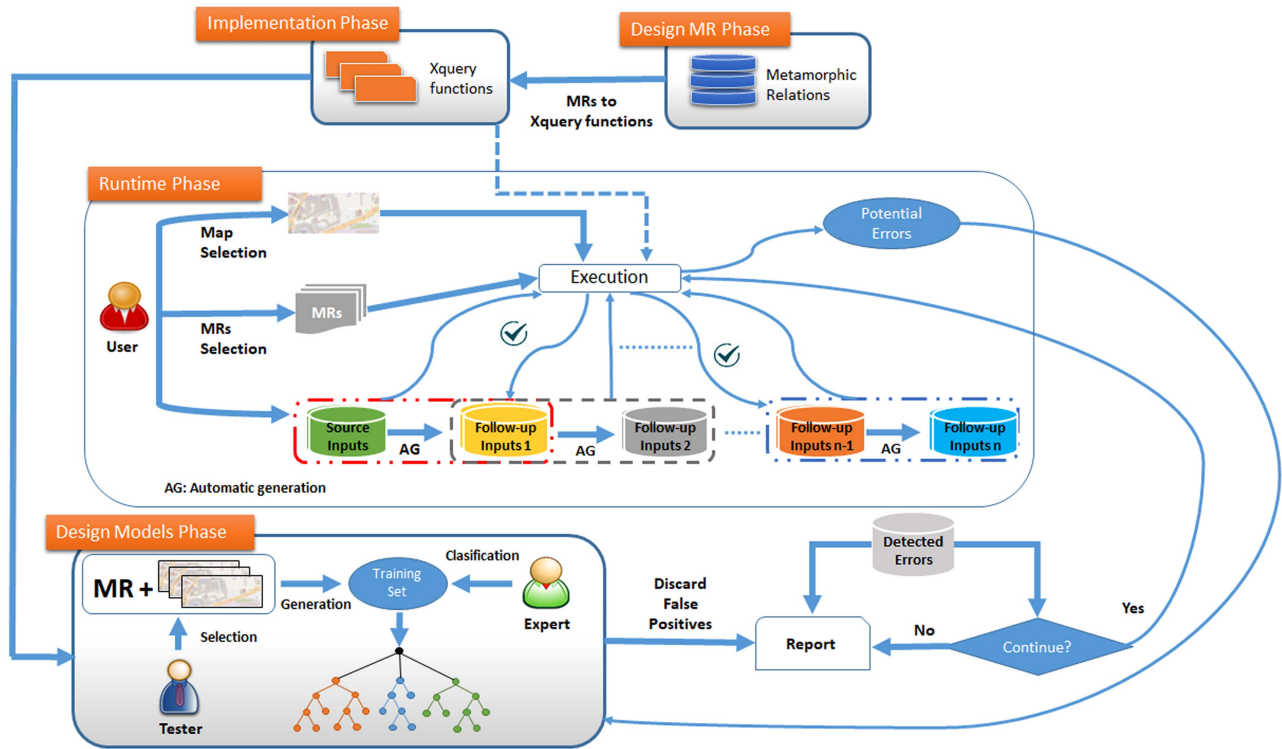 Implementation Phase
Xquery
functions
Design MR Phase
Metamorphic
Relations
MRs to
Xquery functions
Runtime Phase
Map
Selection
Potential
Errors
Execution
User
MRs
MRs
Selection
Source
Inputs
AG
Follow-up
Inputs 1
AG
Follow-up
Inputs 2
Follow-up
Inputs n-1
AG
Follow-up
Inputs n
AG: Automatic generation
Design Models Phase
MR +
Generation
Training
Set
Clasification
Expert
Selection
Tester
Discard
False
Positives
Detected
Errors
Report
No
Continue?
Yes